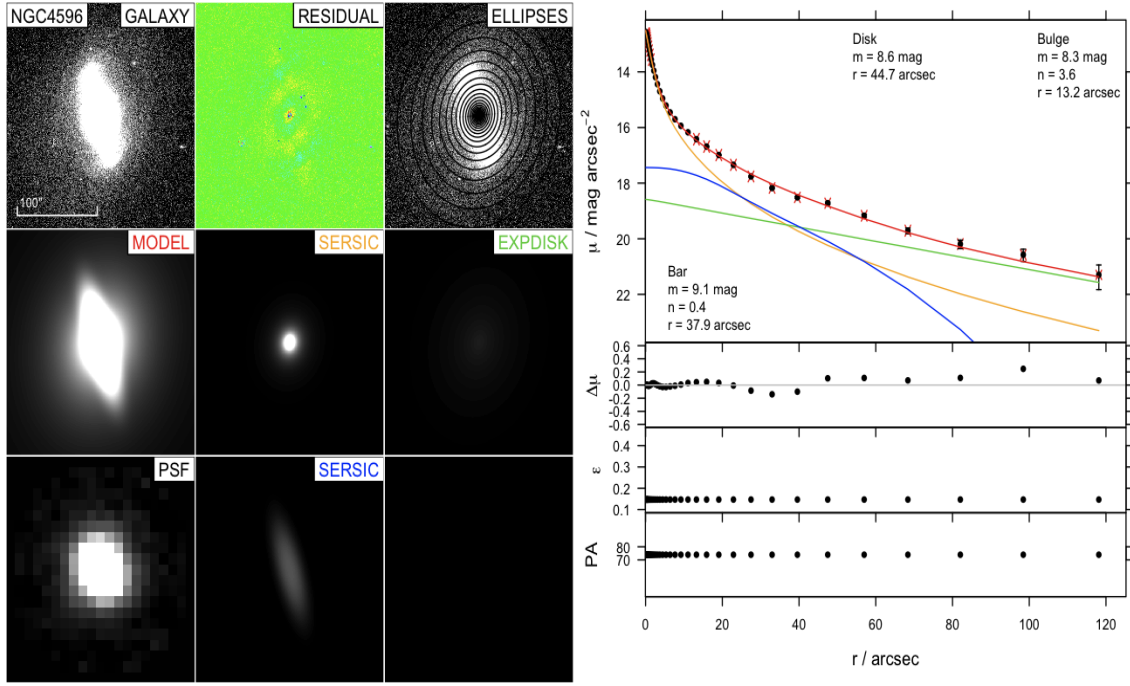 NGC4596 GALAXY RESIDUAL ELLIPSES
100"
MODEL SERSIC EXPDISK
PSF SERSIC
Disk
m = 8.6 mag
r = 44.7 arcsec
Bulge
m = 8.3 mag
n = 3.6
r = 13.2 arcsec
Bar
m = 9.1 mag
n = 0.4
r = 37.9 arcsec
μ / mag arcsec−2
14
16
18
20
22
Δμ
0.6
0.4
0.2
0.0
-0.2
-0.4
-0.6
ε
0.4
0.3
0.2
0.1
PA
80
70
0 20 40 60 80 100 120
r / arcsec